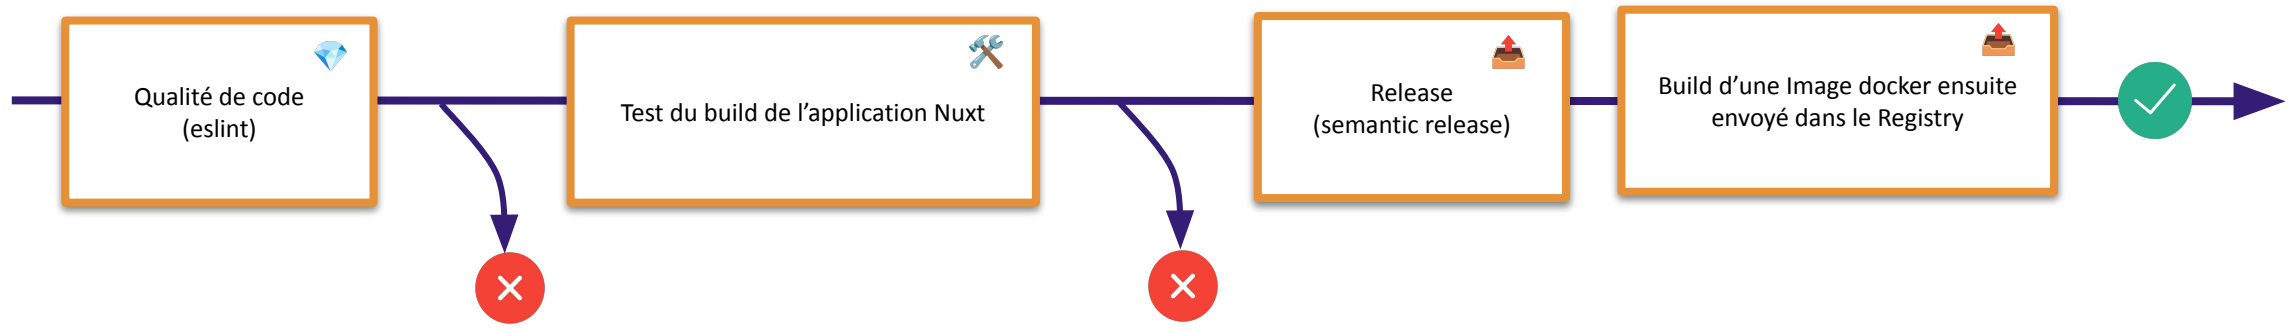 Qualité de code
(eslint)
Test du build de l’application Nuxt
Release
(semantic release)
Build d’une Image docker ensuite
envoyé dans le Registry